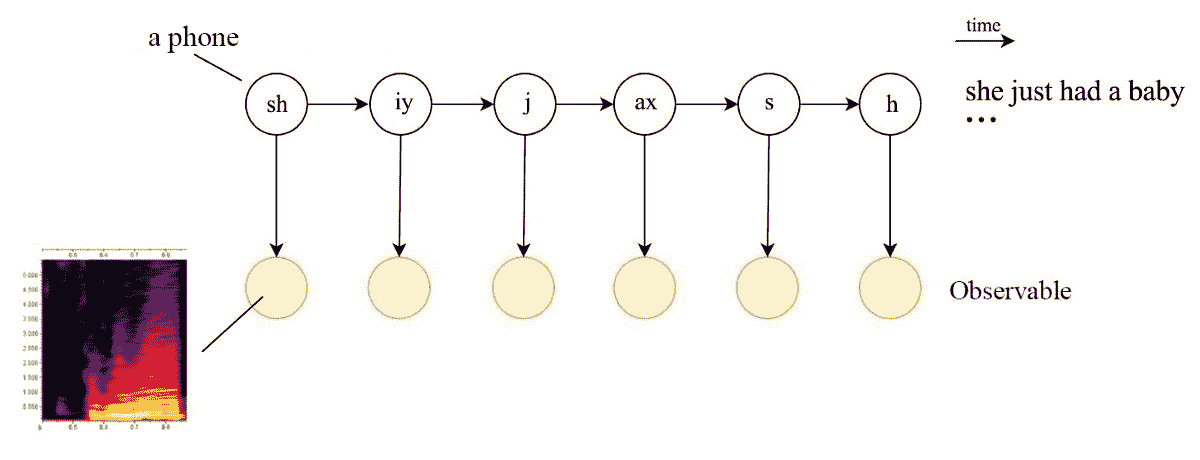 time
a phone
she just had a baby
...
sh iy j ax s h
Observable